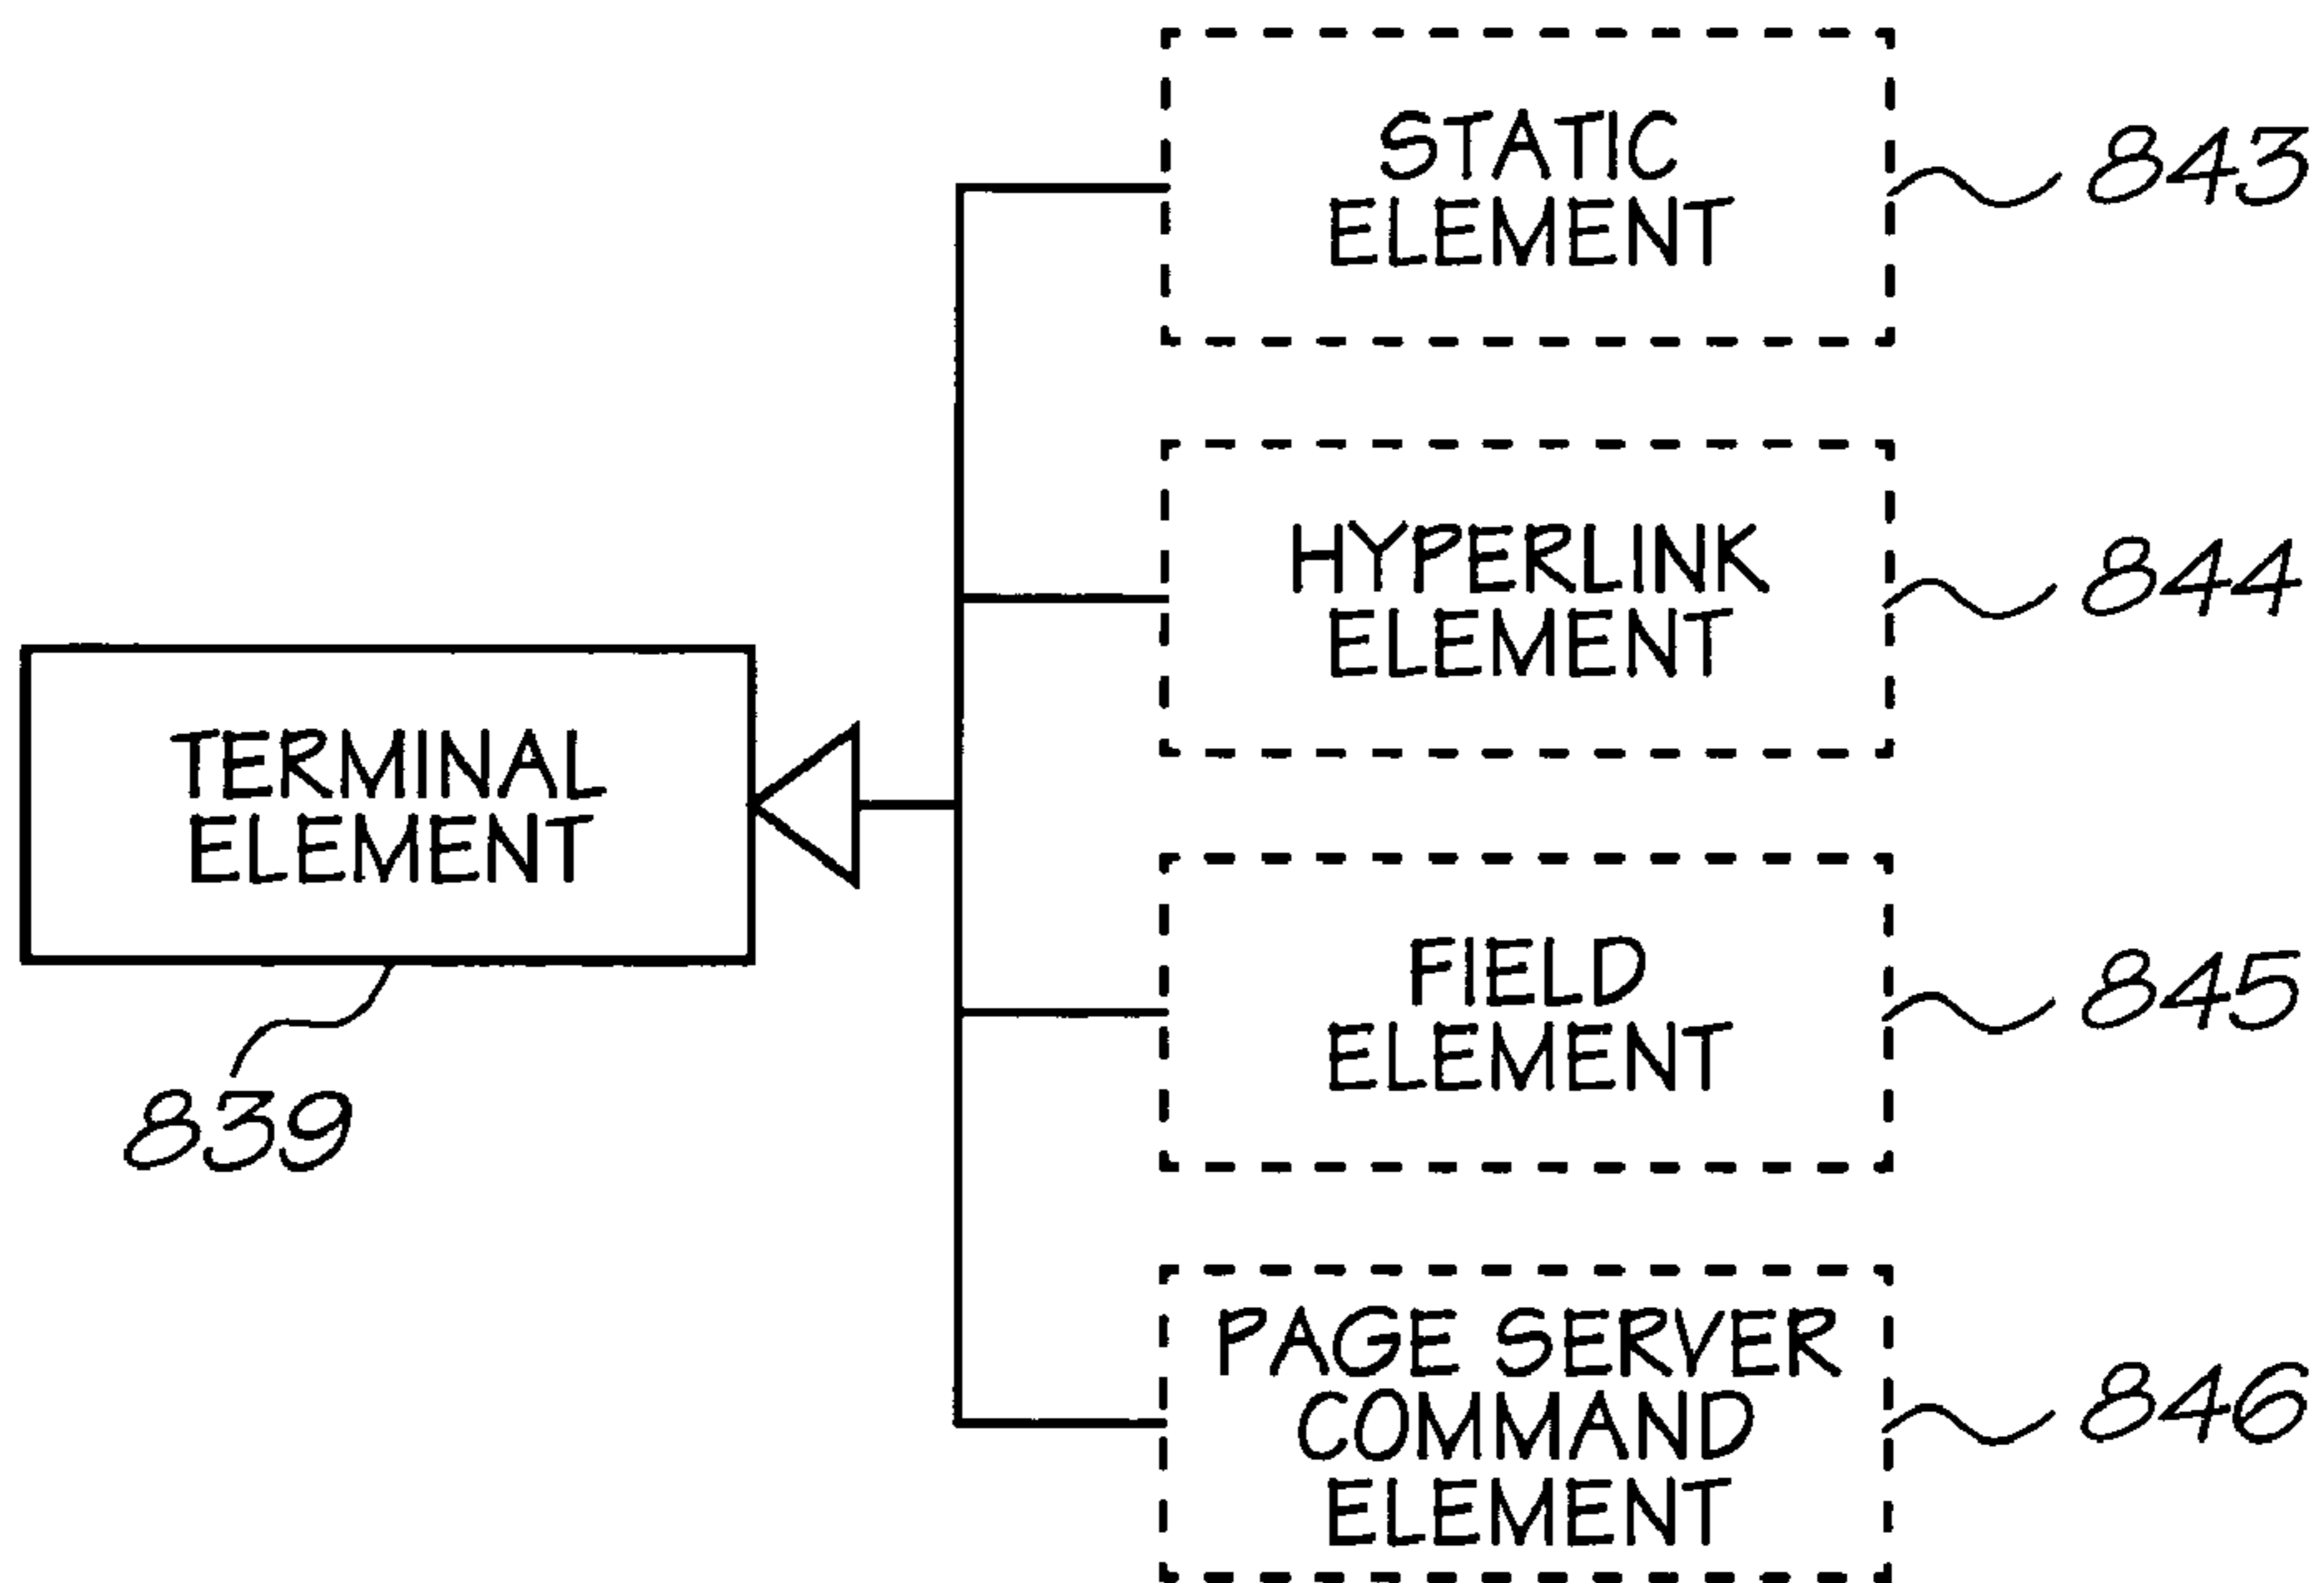 STATIC
ELEMENT
843
HYPERLINK
ELEMENT
844
TERMINAL
ELEMENT
839
FIELD
ELEMENT
845
PAGE SERVER
COMMAND
ELEMENT
846